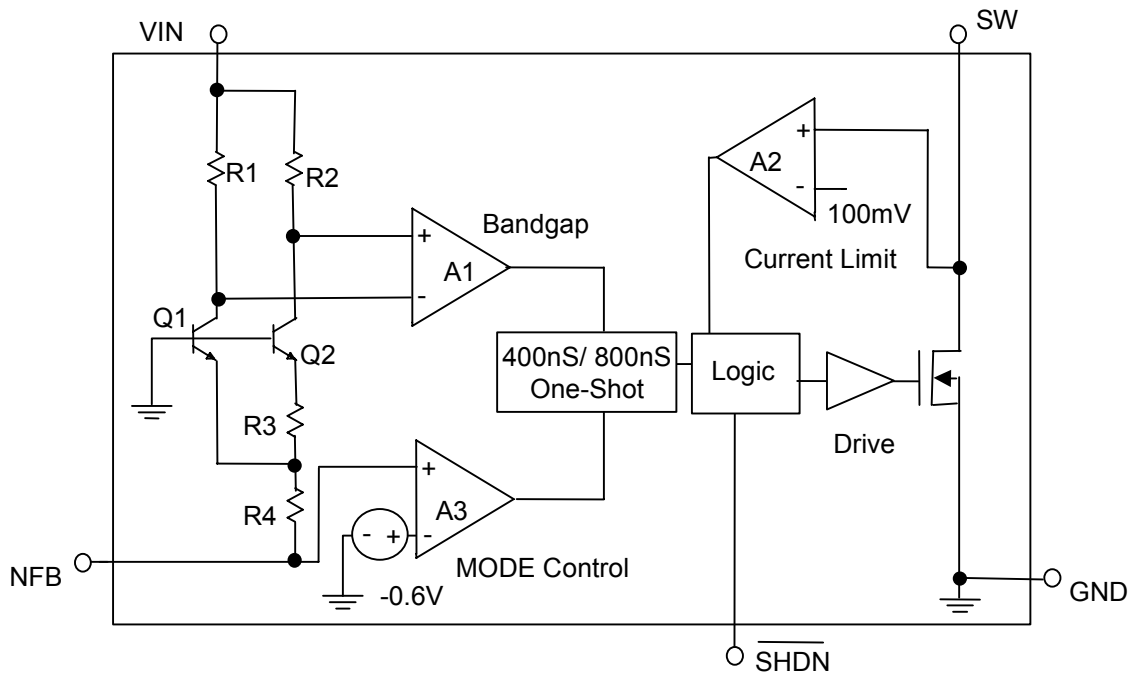 VIN
SW
R1
R2
+
A2
-
100mV
Bandgap
+
A1
-
Current Limit
Q1
Q2
400nS/ 800nS
One-Shot
Logic
R3
Drive
+
R4
A3
- +
-
MODE Control
NFB
-0.6V
GND
SHDN